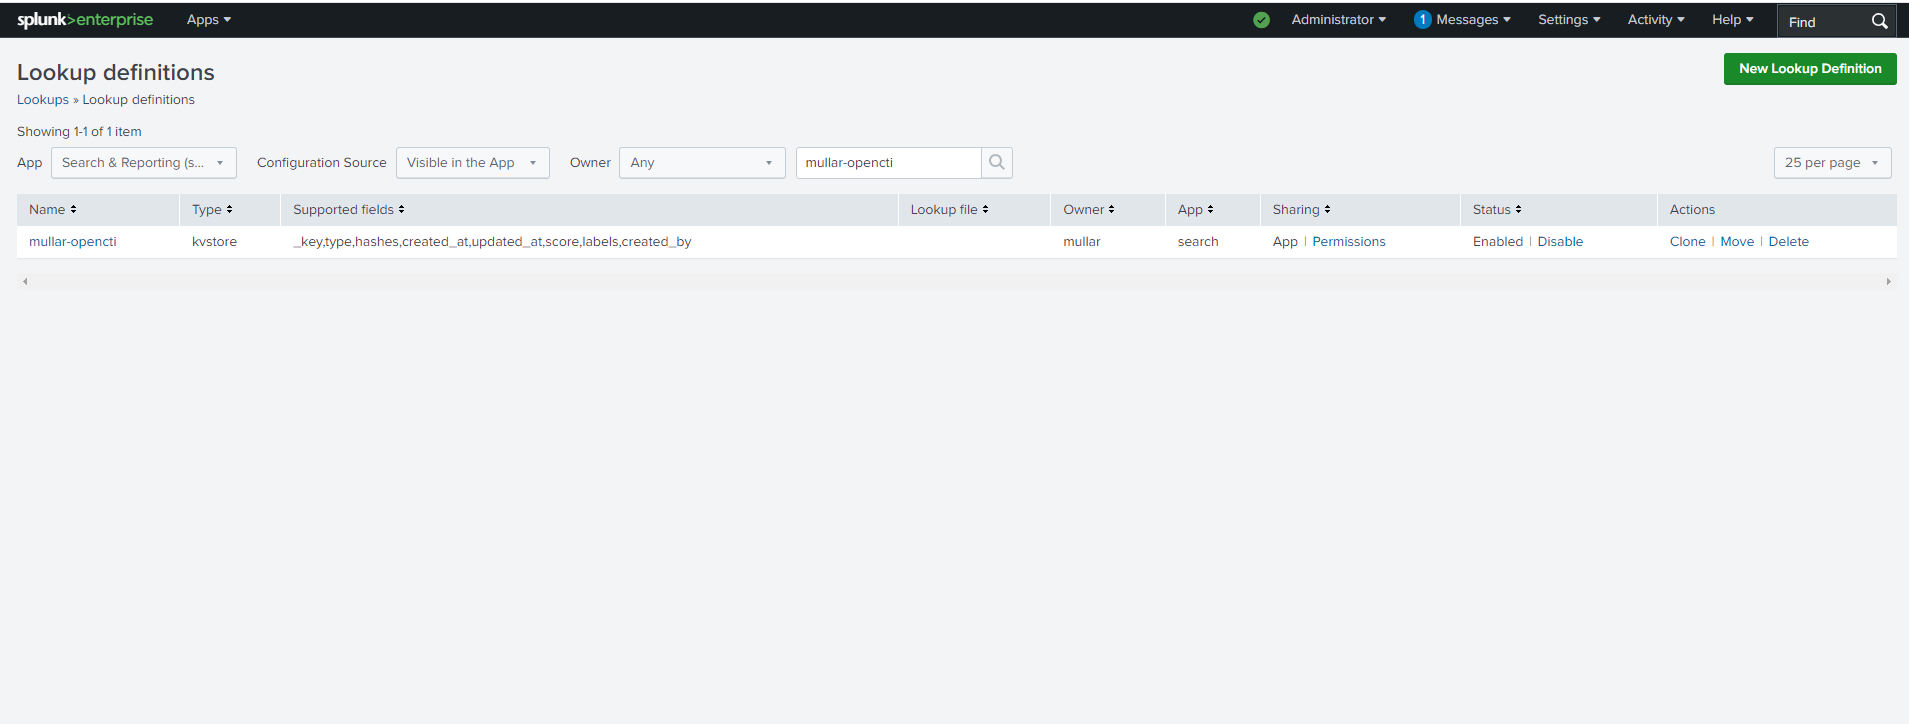 splunk>enterprise Apps Administrator 1 Messages Settings Activity Help Find
Lookup definitions
New Lookup Definition
Lookups » Lookup definitions
Showing 1-1 of 1 item
App Search & Reporting (s... Configuration Source Visible in the App Owner Any mullar-opencti 25 per page
Name Type Supported fields Lookup file Owner App Sharing Status Actions
mullar-opencti kvstore _key,type,hashes,created_at,updated_at,score,labels,created_by mullar search App | Permissions Enabled | Disable Clone | Move | Delete